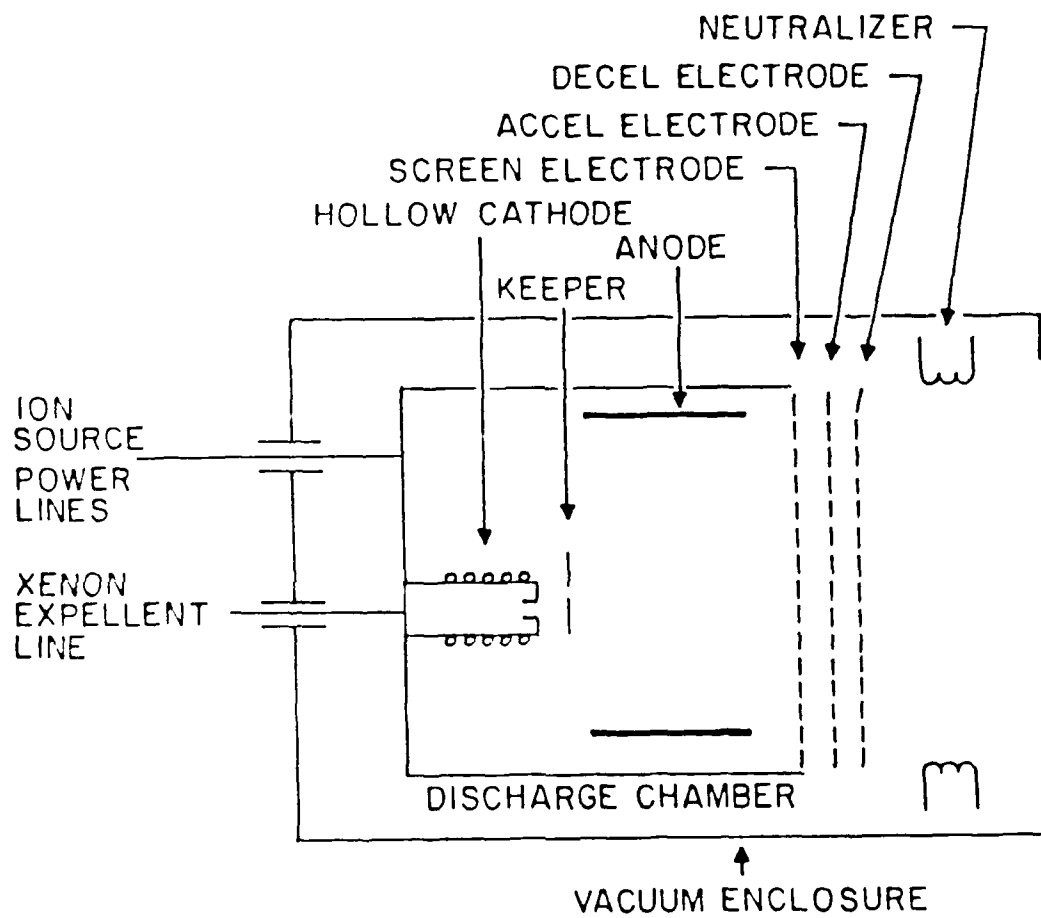 NEUTRALIZER
DECEL ELECTRODE
ACCEL ELECTRODE
SCREEN ELECTRODE
HOLLOW CATHODE
ANODE
KEEPER
ION
SOURCE
POWER
LINES
XENON
EXPELLENT
LINE
DISCHARGE CHAMBER
VACUUM ENCLOSURE